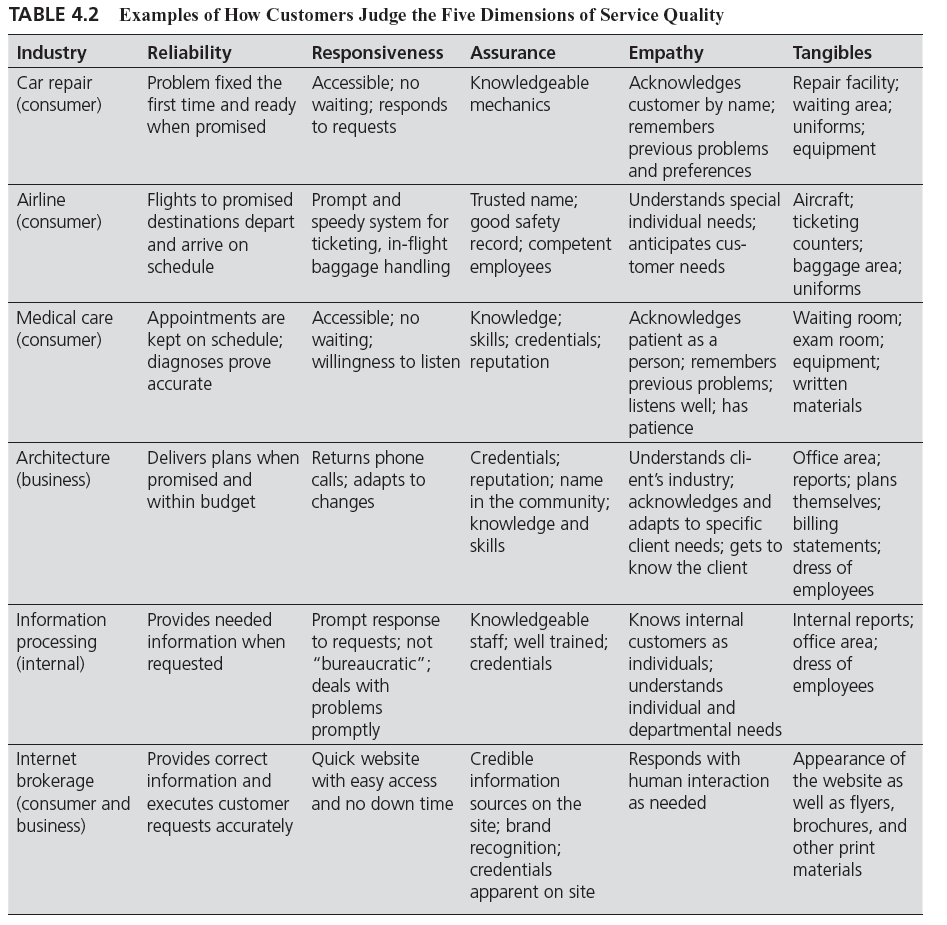 TABLE 4.2 Examples of How Customers Judge the Five Dimensions of Service Quality
Industry Reliability Responsiveness Assurance Empathy Tangibles
Car repair Problem fixed the Accessible; no Knowledgeable Acknowledges Repair facility;
(consumer) first time and ready waiting; responds mechanics customer by name; waiting area;
when promised to requests remembers uniforms;
previous problems equipment
and preferences
Airline Flights to promised Prompt and Trusted name; Understands special Aircraft;
(consumer) destinations depart speedy system for good safety individual needs; ticketing
and arrive on ticketing, in-flight record; competent anticipates cus- counters;
schedule baggage handling employees tomer needs baggage area;
uniforms
Medical care Appointments are Accessible; no Knowledge; Acknowledges Waiting room;
(consumer) kept on schedule; waiting; skills; credentials; patient as a exam room;
diagnoses prove willingness to listen reputation person; remembers equipment;
accurate previous problems; written
listens well; has materials
patience
Architecture Delivers plans when Returns phone Credentials; Understands cli- Office area;
(business) promised and calls; adapts to reputation; name ent's industry; reports; plans
within budget changes in the community; acknowledges and themselves;
knowledge and adapts to specific billing
skills client needs; gets to statements;
know the client dress of
employees
Information Provides needed Prompt response Knowledgeable Knows internal Internal reports;
processing information when to requests; not staff; well trained; customers as office area;
(internal) requested “bureaucratic”; credentials individuals; dress of
deals with understands employees
problems individual and
promptly departmental needs
Internet Provides correct Quick website Credible Responds with Appearance of
brokerage information and with easy access information human interaction the website as
(consumer and executes customer and no down time sources on the as needed well as flyers,
business) requests accurately site; brand brochures, and
recognition; other print
credentials materials
apparent on site